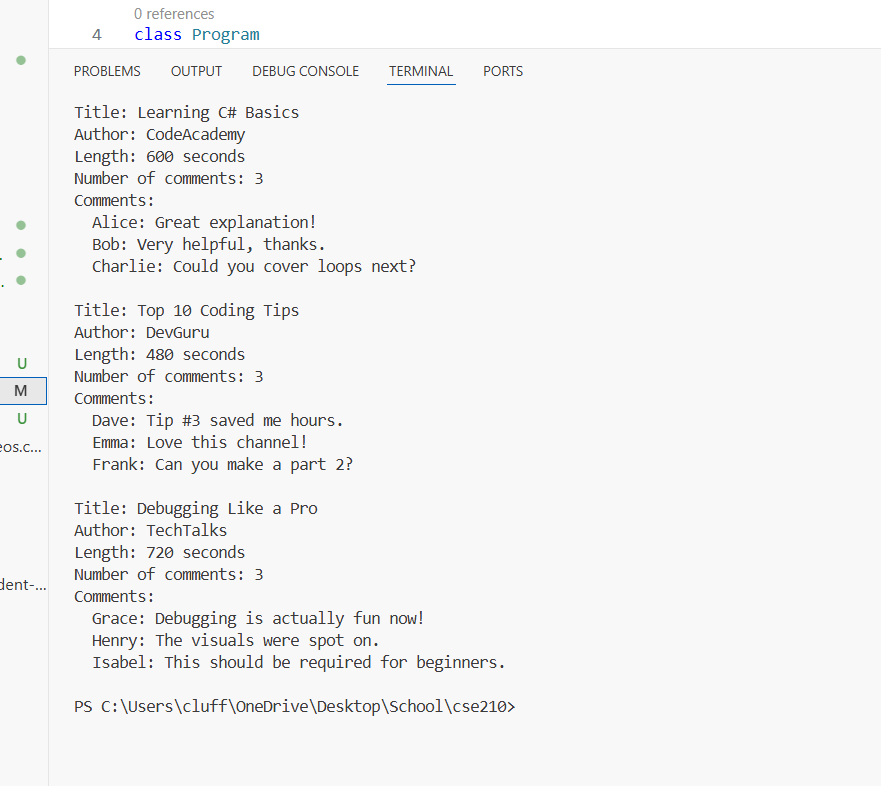 0 references
4 class Program
PROBLEMS OUTPUT DEBUG CONSOLE TERMINAL PORTS
Title: Learning C# Basics
Author: CodeAcademy
Length: 600 seconds
Number of comments: 3
Comments:
  Alice: Great explanation!
  Bob: Very helpful, thanks.
  Charlie: Could you cover loops next?
Title: Top 10 Coding Tips
Author: DevGuru
Length: 480 seconds
U
Number of comments: 3
M
Comments:
  Dave: Tip #3 saved me hours.
U
  Emma: Love this channel!
eos.c...
  Frank: Can you make a part 2?
Title: Debugging Like a Pro
Author: TechTalks
Length: 720 seconds
Number of comments: 3
dent-...
Comments:
  Grace: Debugging is actually fun now!
  Henry: The visuals were spot on.
  Isabel: This should be required for beginners.
PS C:\Users\cluff\OneDrive\Desktop\School\cse210>